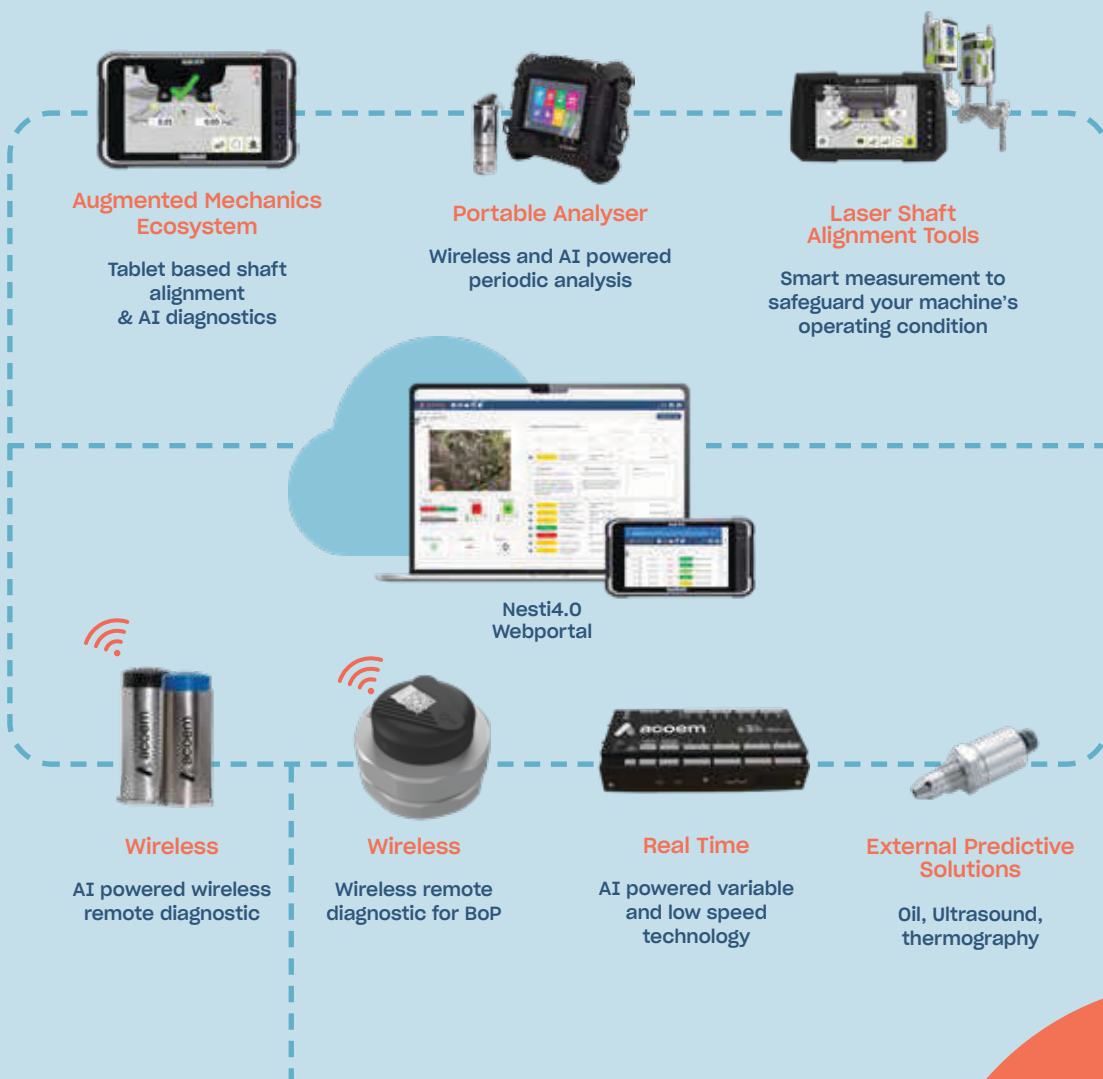 Augmented Mechanics
Ecosystem
Tablet based shaft
alignment
& AI diagnostics
Portable Analyser
Wireless and AI powered
periodic analysis
Laser Shaft
Alignment Tools
Smart measurement to
safeguard your machine's
operating condition
Nesti4.0
Webportal
acoem
acoem
Wireless
AI powered wireless
remote diagnostic
Wireless
Wireless remote
diagnostic for BoP
acoem
Real Time
AI powered variable
and low speed
technology
External Predictive
Solutions
Oil, Ultrasound,
thermography